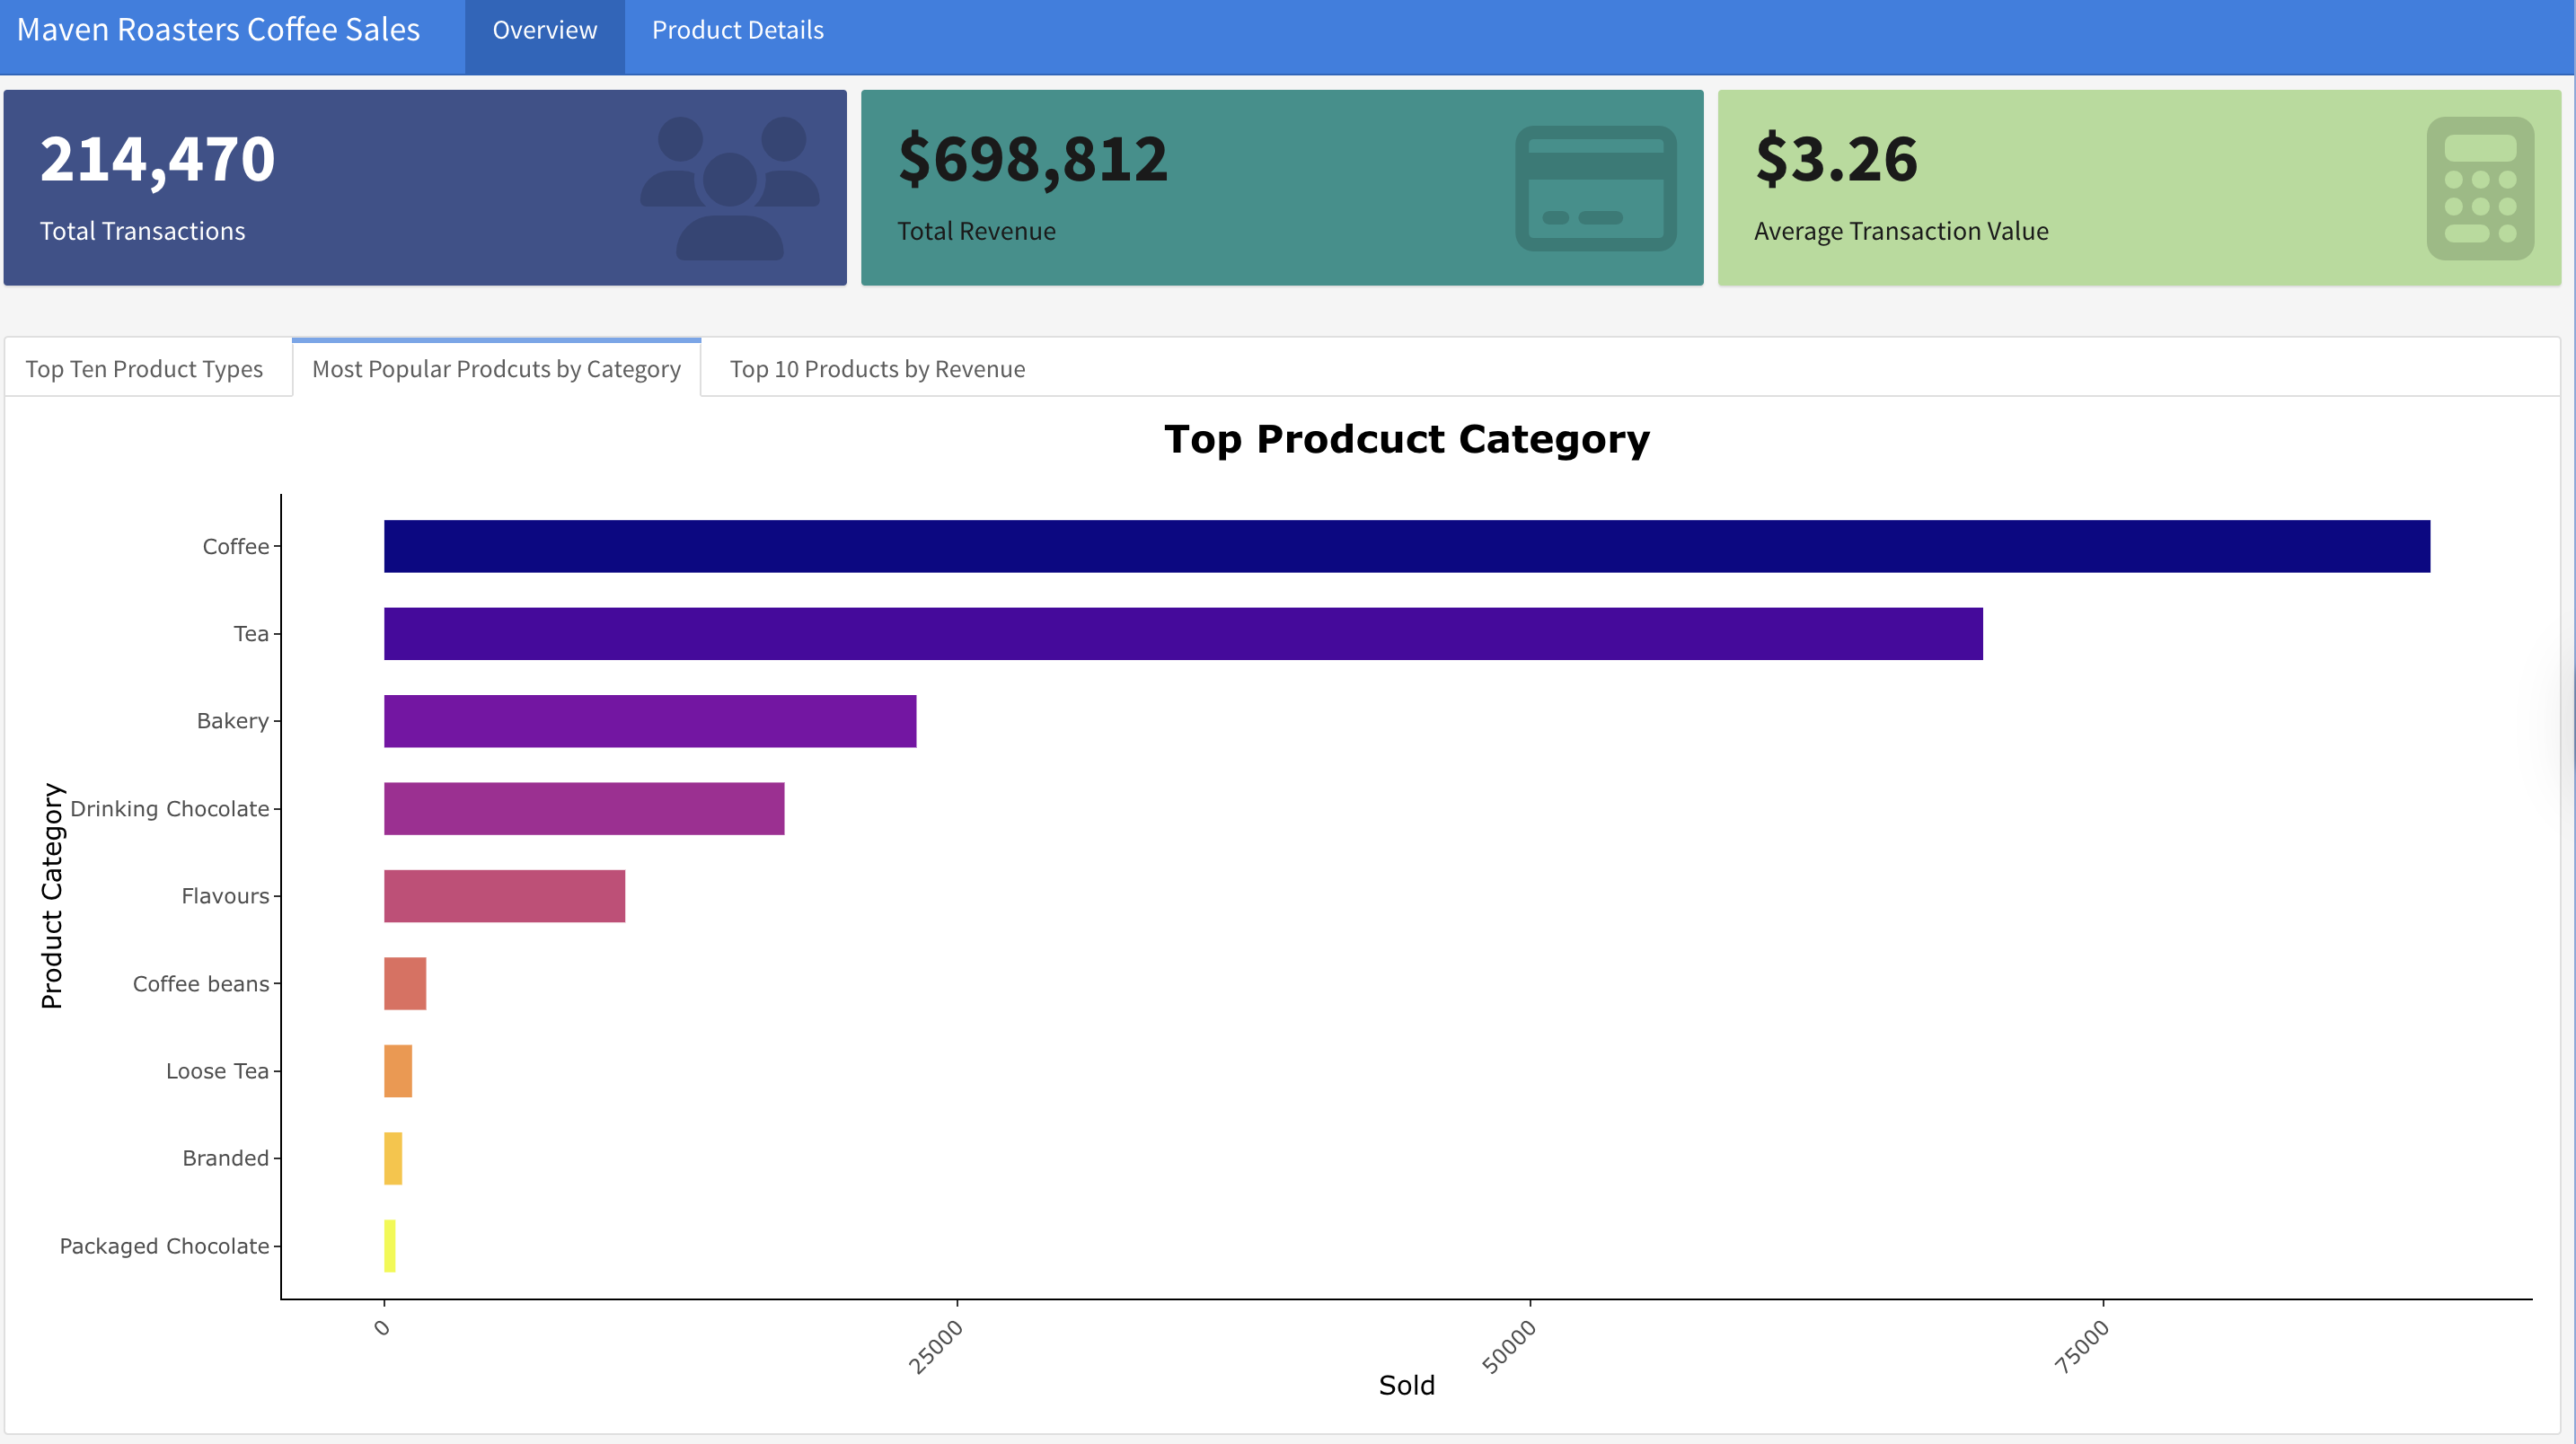 Maven Roasters Coffee Sales Overview Product Details
214,470
Total Transactions
$698,812
Total Revenue
$3.26
Average Transaction Value
Top Ten Product Types Most Popular Prodcuts by Category Top 10 Products by Revenue
Top Prodcuct Category
Product Category
Coffee
Tea
Bakery
Drinking Chocolate
Flavours
Coffee beans
Loose Tea
Branded
Packaged Chocolate
0 25000 50000 75000
Sold